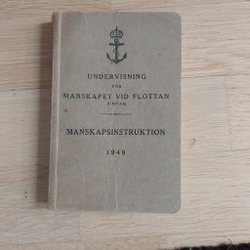 UNDERVISNING
FÖR
MANSKAPET VID FLOTTAN
MANSKAPSINSTRUKTION
1948